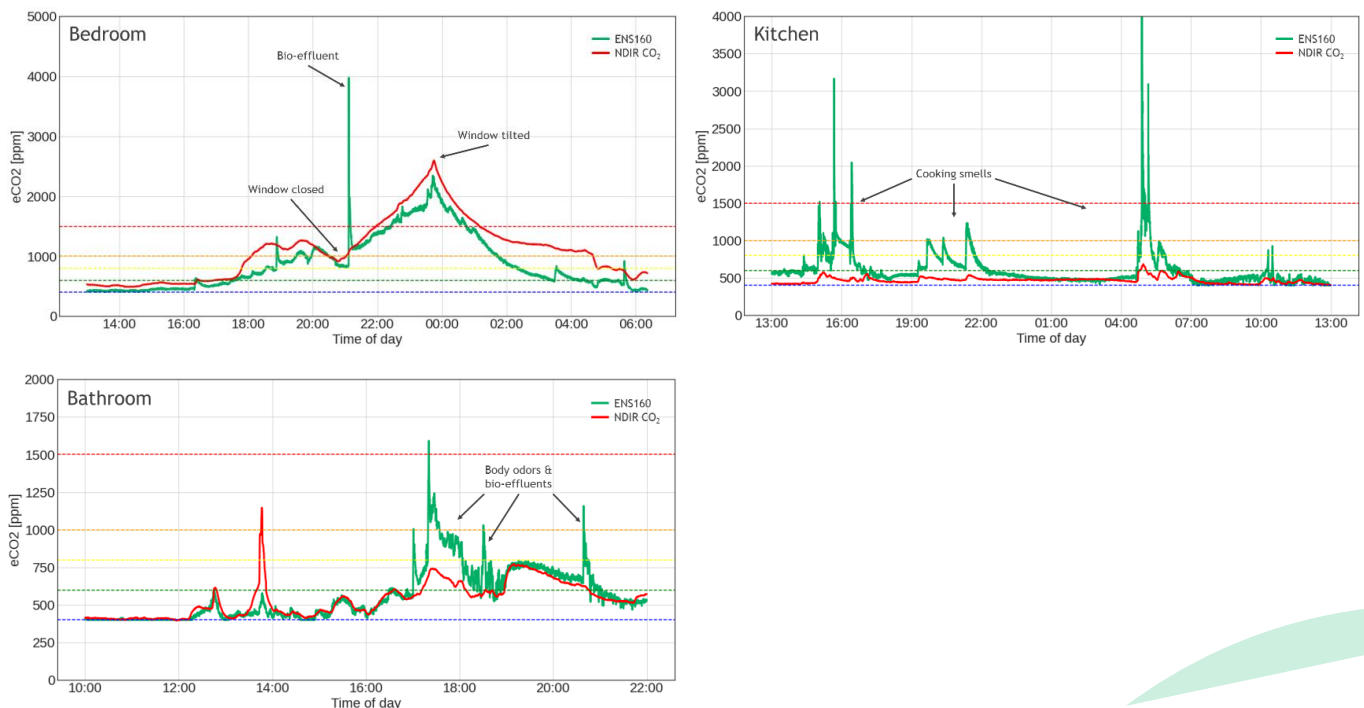 Bedroom
ENS160
NDIR CO₂
Bio-effluent
Window tilted
Window closed
eCO2 [ppm]
5000
4000
3000
2000
1000
0
14:00 16:00 18:00 20:00 22:00 00:00 02:00 04:00 06:00
Time of day
Kitchen
ENS160
NDIR CO₂
Cooking smells
eCO2 [ppm]
4000
3500
3000
2500
2000
1500
1000
500
0
13:00 16:00 19:00 22:00 01:00 04:00 07:00 10:00 13:00
Time of day
Bathroom
ENS160
NDIR CO₂
Body odors &
bio-effluents
eCO2 [ppm]
2000
1750
1500
1250
1000
750
500
250
0
10:00 12:00 14:00 16:00 18:00 20:00 22:00
Time of day